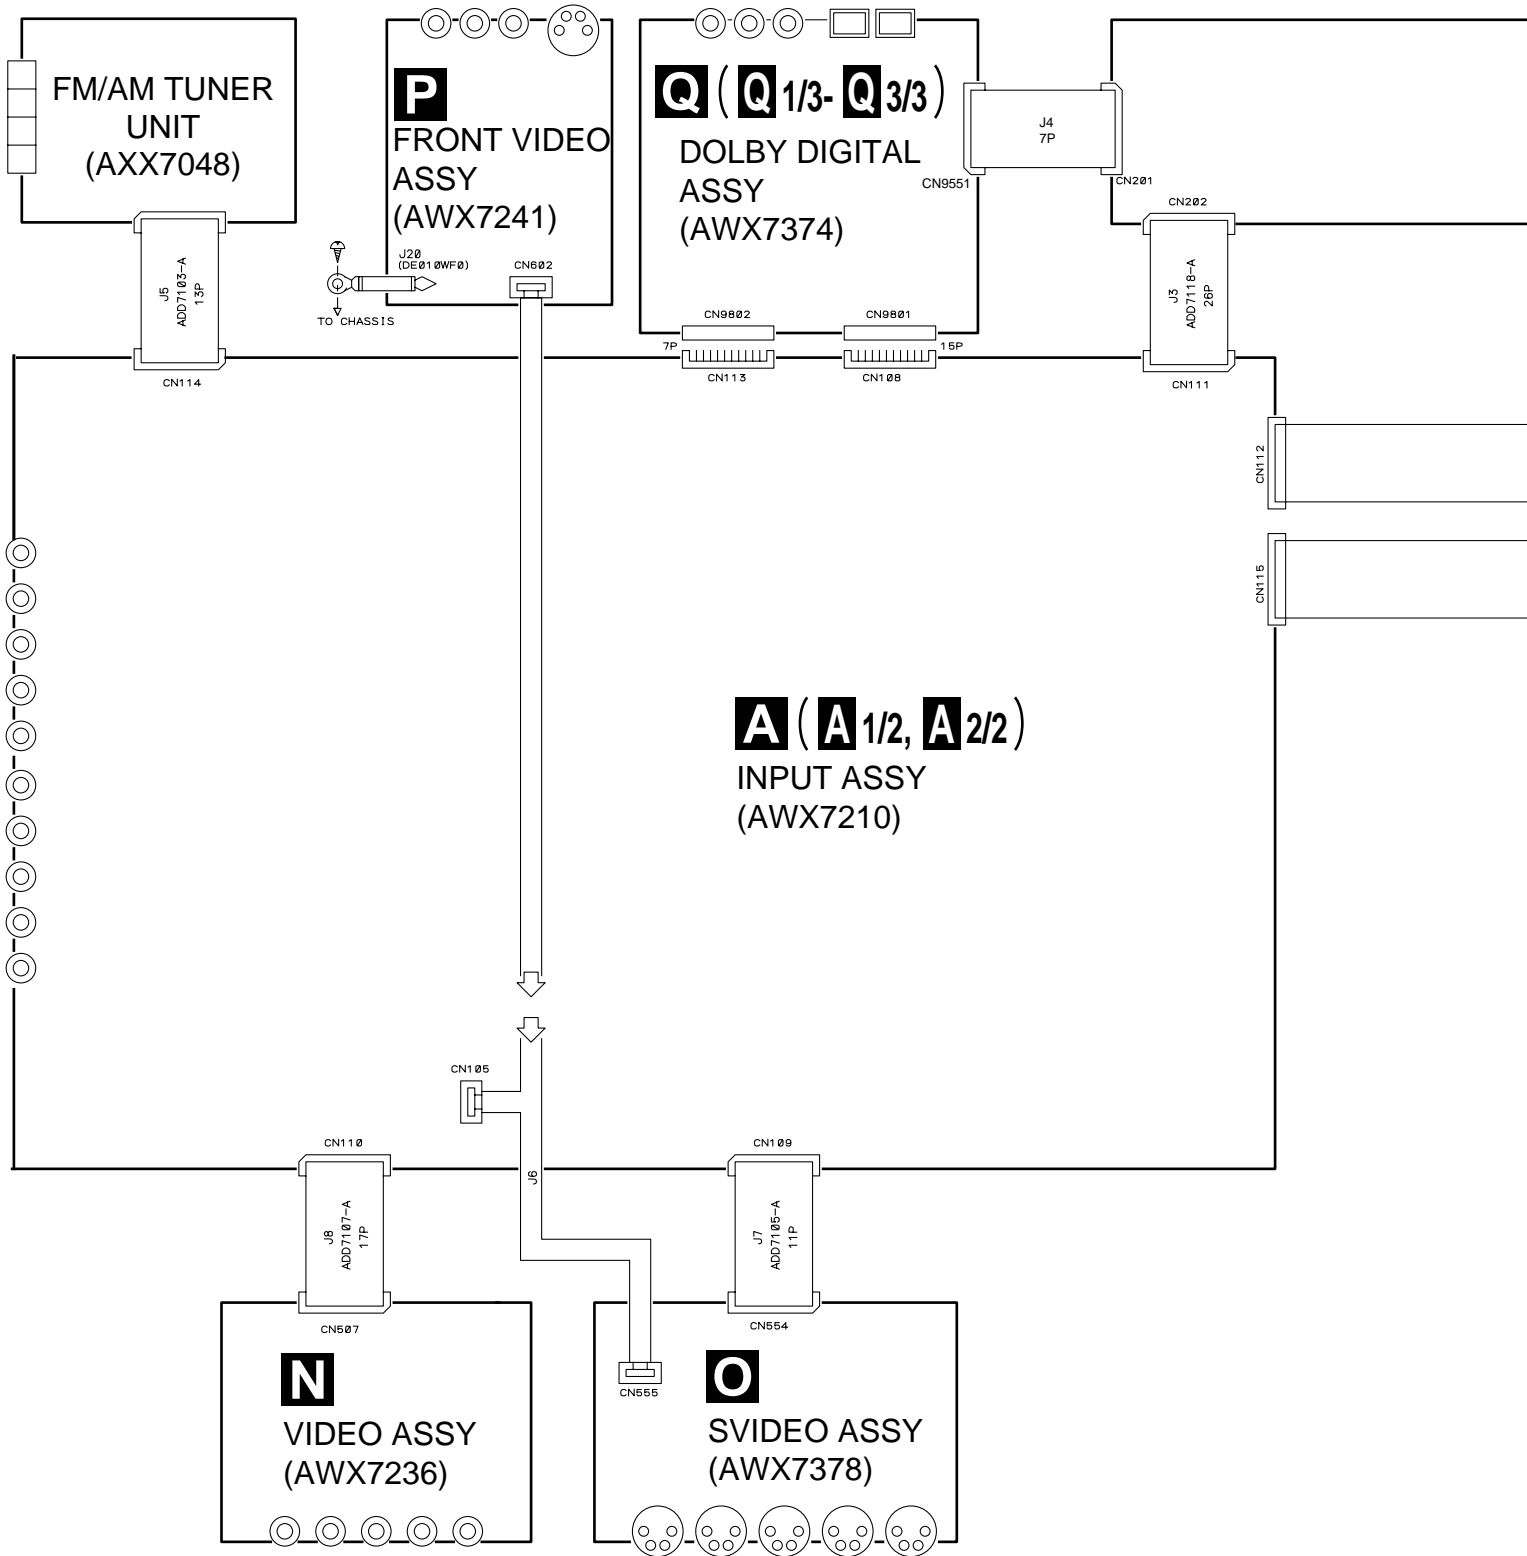 FM/AM TUNER
UNIT
(AXX7048)
P
FRONT VIDEO
ASSY
(AWX7241)
Q ( Q 1/3- Q 3/3 )
DOLBY DIGITAL
ASSY
(AWX7374)
J4
7P
CN9551
CN201
CN202
J5
ADD7103-A
13P
J20
(DE010WF0)
TO CHASSIS
CN602
CN9802
CN9801
7P
15P
J3
ADD7118-A
26P
CN114
CN113
CN108
CN111
CN112
CN115
A ( A 1/2, A 2/2 )
INPUT ASSY
(AWX7210)
CN105
CN110
CN109
J6
J8
ADD7107-A
17P
J7
ADD7105-A
11P
CN507
CN554
CN555
N
VIDEO ASSY
(AWX7236)
O
SVIDEO ASSY
(AWX7378)